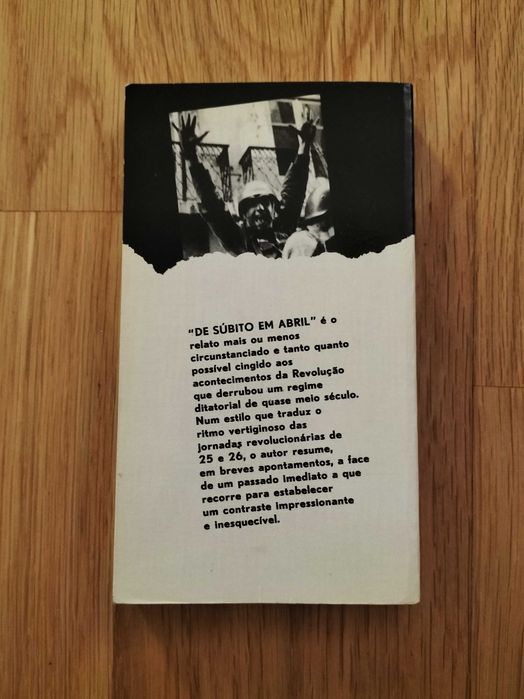 "DE SÚBITO EM ABRIL" é o
relato mais ou menos
circunstanciado e tanto quanto
possível cingido aos
acontecimentos da Revolução
que derrubou um regime
ditatorial de quase meio século.
Num estilo que traduz o
ritmo vertiginoso das
jornadas revolucionárias de
25 e 26, o autor resume,
em breves apontamentos, a face
de um passado imediato a que
recorre para estabelecer
um contraste impressionante
e inesquecível.